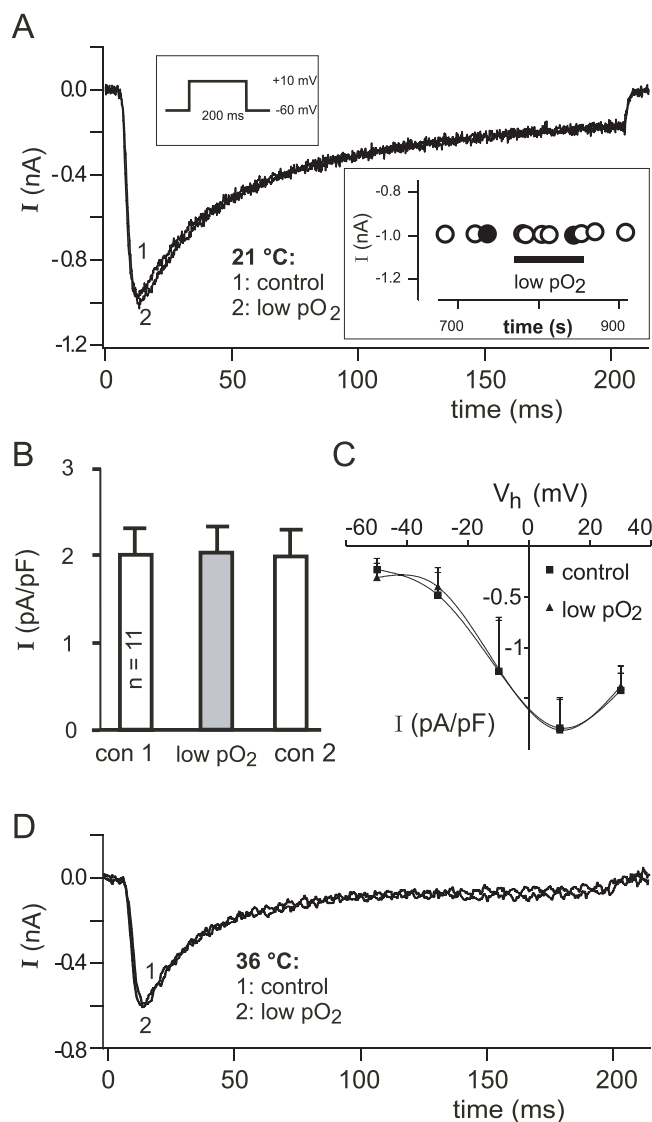 A
I (nA)
0.0
-0.4
-0.8
-1.2
+10 mV
-60 mV
200 ms
1
2
21 °C:
1: control
2: low pO2
I (nA)
-0.8
-1.0
-1.2
low pO2
700
time (s)
900
0
50
100
150
200
time (ms)
B
I (pA/pF)
3
2
1
0
n = 11
con 1
low pO2
con 2
C
Vh (mV)
-60
-40
-20
0
20
40
control
low pO2
-0.5
-1
I (pA/pF)
D
I (nA)
0.0
-0.4
-0.8
1
2
36 °C:
1: control
2: low pO2
0
50
100
150
200
time (ms)